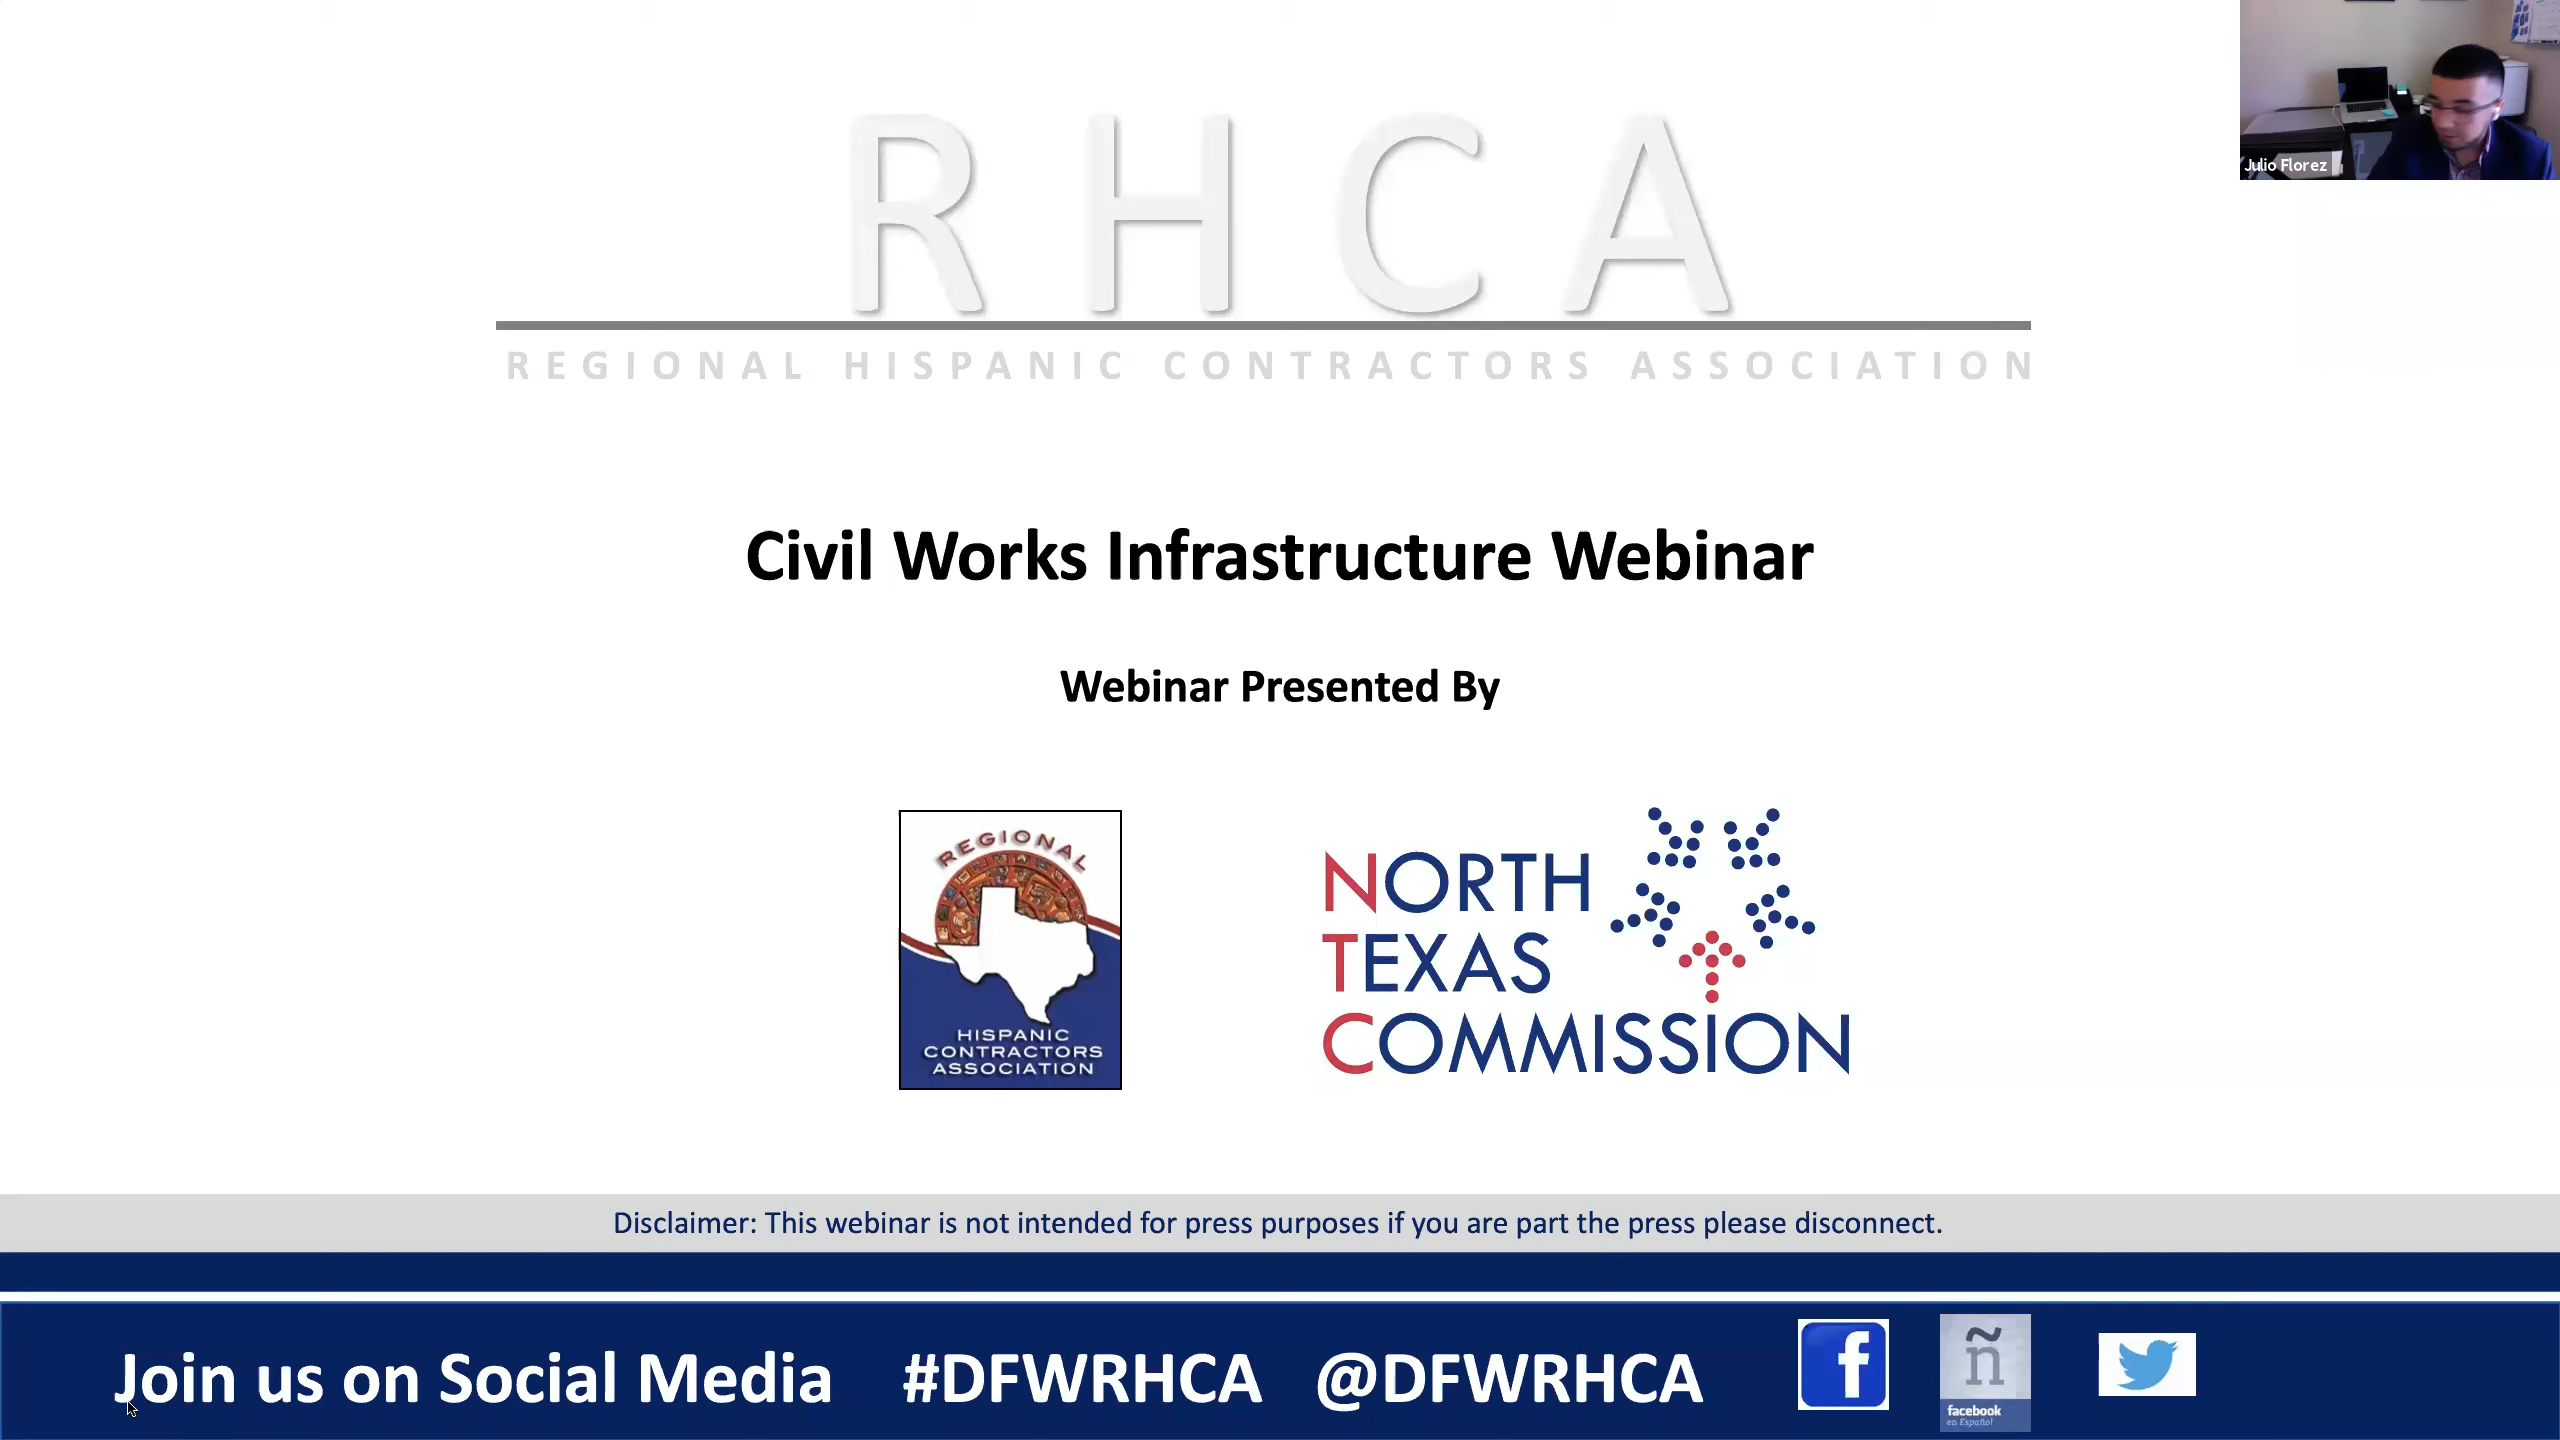 R H C A
REGIONAL HISPANIC CONTRACTORS ASSOCIATION
Julio Florez
Civil Works Infrastructure Webinar
Webinar Presented By
REGIONAL
HISPANIC
CONTRACTORS
ASSOCIATION
NORTH
TEXAS
COMMISSION
Disclaimer: This webinar is not intended for press purposes if you are part the press please disconnect.
Join us on Social Media #DFWRHCA @DFWRHCA
f
ñ
facebook
en Español